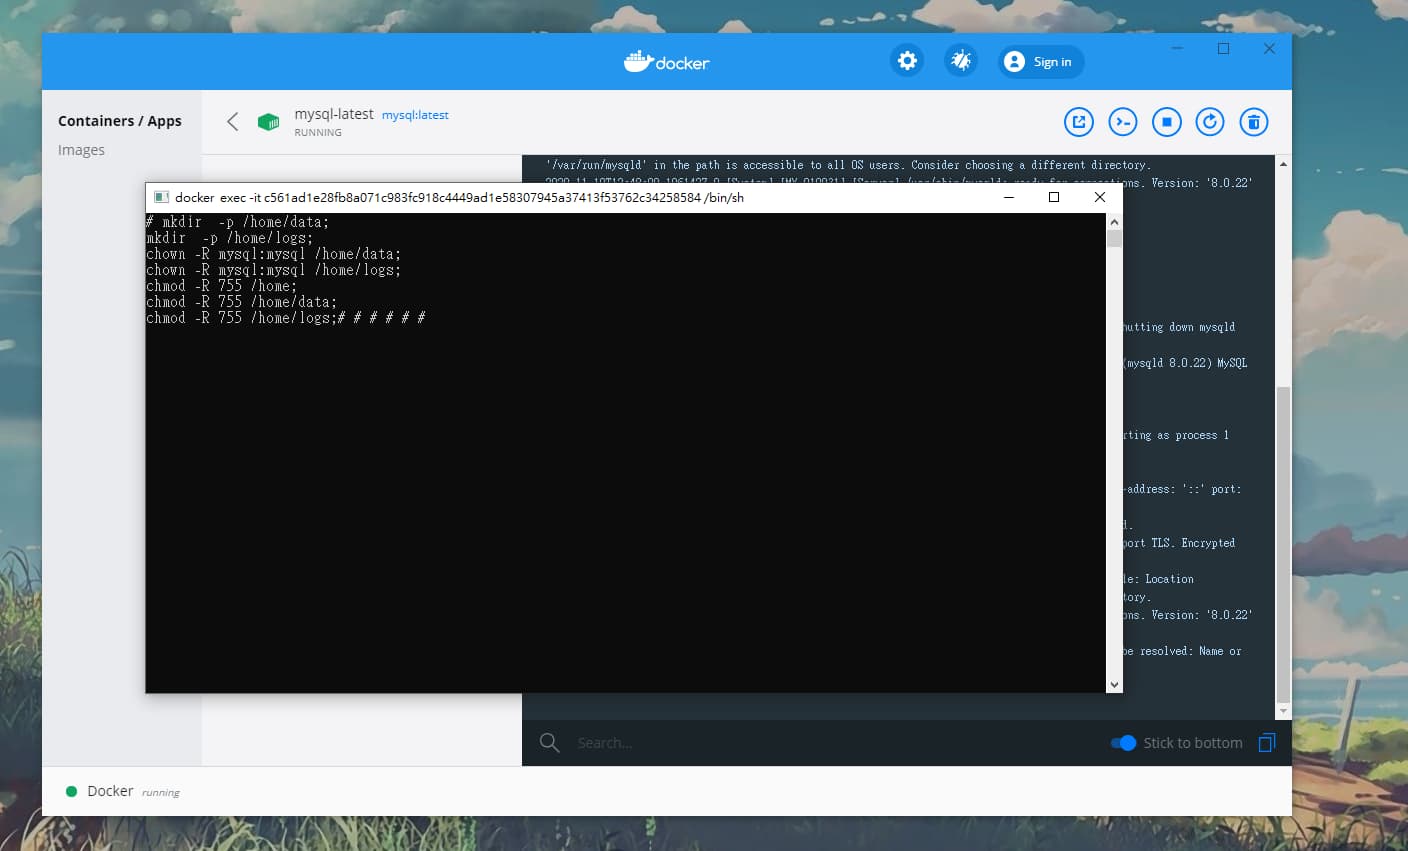 docker
Sign in
Containers / Apps
Images
mysql-latest mysql:latest
RUNNING
'/var/run/mysqld' in the path is accessible to all OS users. Consider choosing a different directory.
ons. Version: '8.0.22'
docker exec -it c561ad1e28fb8a071c983fc918c4449ad1e58307945a37413f53762c34258584 /bin/sh
# mkdir  -p /home/data;
mkdir  -p /home/logs;
chown -R mysql:mysql /home/data;
chown -R mysql:mysql /home/logs;
chmod -R 755 /home;
chmod -R 755 /home/data;
chmod -R 755 /home/logs;# # # # # #
utting down mysqld
(mysqld 8.0.22) MySQL
rting as process 1
-address: '::' port:
d.
port TLS. Encrypted
le: Location
tory.
ons. Version: '8.0.22'
be resolved: Name or
Search...
Stick to bottom
Docker running